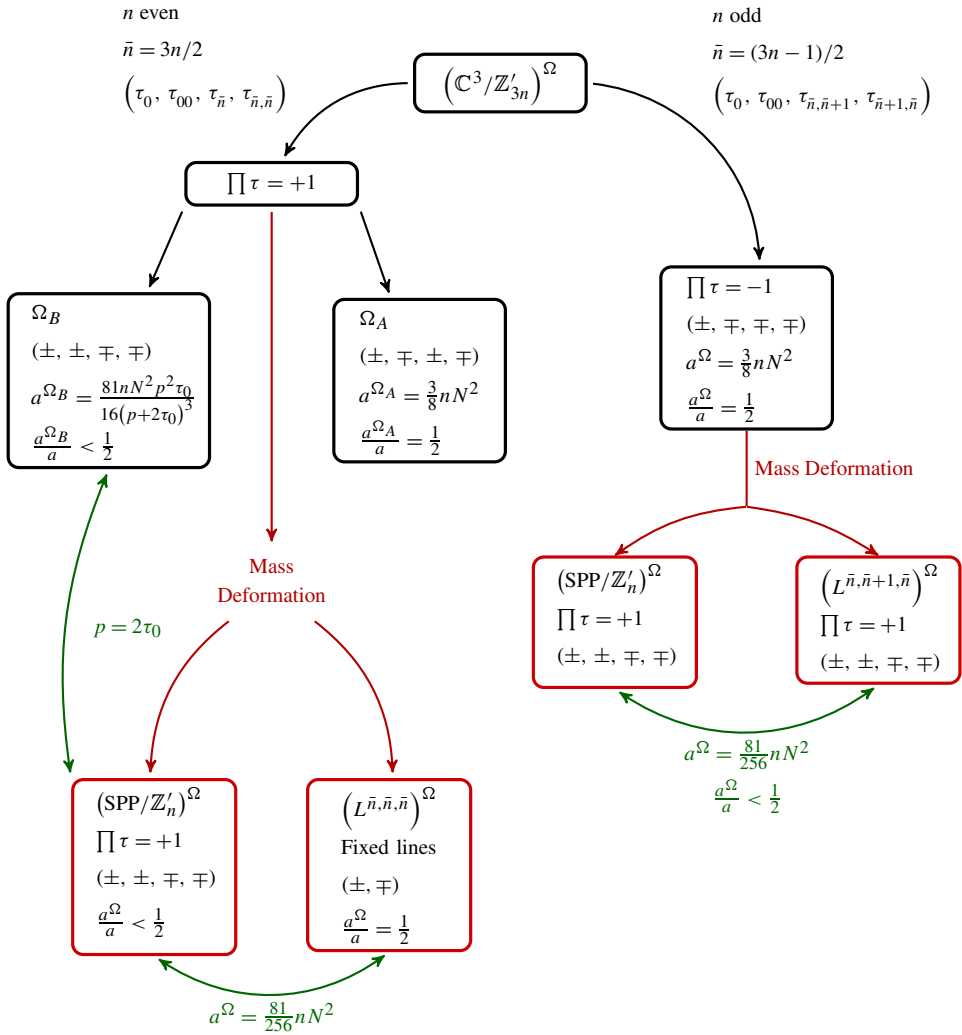 n even
n̄ = 3n/2
(τ_0, τ_00, τ_n̄, τ_n̄,n̄)
n odd
n̄ = (3n − 1)/2
(τ_0, τ_00, τ_n̄,n̄+1, τ_n̄+1,n̄)
(ℂ^3/ℤ′_3n)^Ω
∏ τ = +1
Ω_B
(±, ±, ∓, ∓)
a^Ω_B = 81nN^2p^2τ_0 / 16(p+2τ_0)^3
a^Ω_B / a < 1/2
Ω_A
(±, ∓, ±, ∓)
a^Ω_A = 3/8 nN^2
a^Ω_A / a = 1/2
∏ τ = −1
(±, ∓, ∓, ∓)
a^Ω = 3/8 nN^2
a^Ω / a = 1/2
Mass Deformation
Mass
Deformation
p = 2τ_0
(SPP/ℤ′_n)^Ω
∏ τ = +1
(±, ±, ∓, ∓)
(L^n̄,n̄+1,n̄)^Ω
∏ τ = +1
(±, ±, ∓, ∓)
a^Ω = 81/256 nN^2
a^Ω / a < 1/2
(SPP/ℤ′_n)^Ω
∏ τ = +1
(±, ±, ∓, ∓)
a^Ω / a < 1/2
(L^n̄,n̄,n̄)^Ω
Fixed lines
(±, ∓)
a^Ω / a = 1/2
a^Ω = 81/256 nN^2